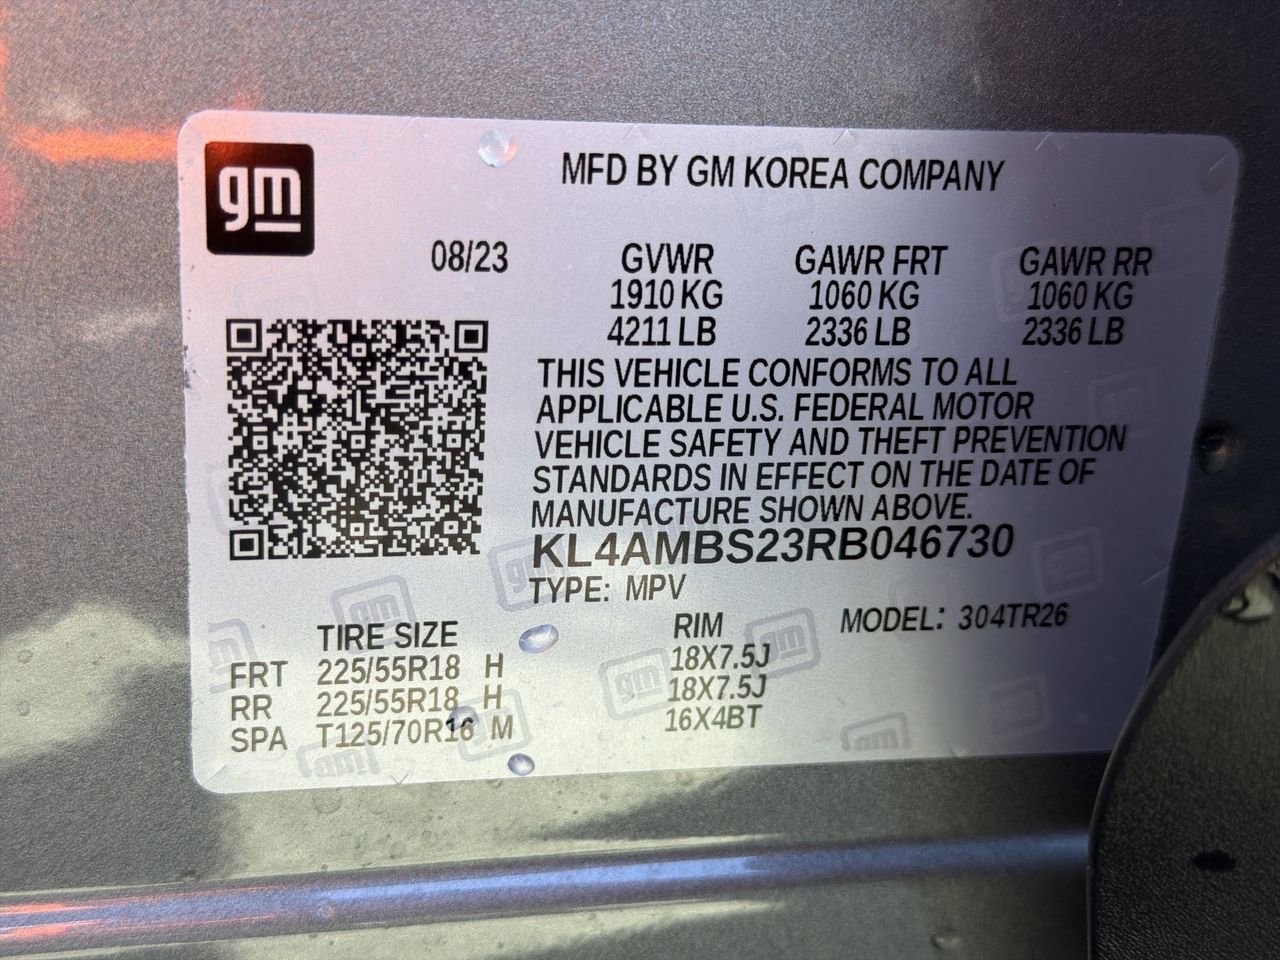 gm
MFD BY GM KOREA COMPANY
08/23 GVWR GAWR FRT GAWR RR
1910 KG 1060 KG 1060 KG
4211 LB 2336 LB 2336 LB
THIS VEHICLE CONFORMS TO ALL
APPLICABLE U.S. FEDERAL MOTOR
VEHICLE SAFETY AND THEFT PREVENTION
STANDARDS IN EFFECT ON THE DATE OF
MANUFACTURE SHOWN ABOVE.
KL4AMBS23RB046730
TYPE: MPV
MODEL: 304TR26
TIRE SIZE RIM
FRT 225/55R18 H 18X7.5J
RR 225/55R18 H 18X7.5J
SPA T125/70R16 M 16X4BT